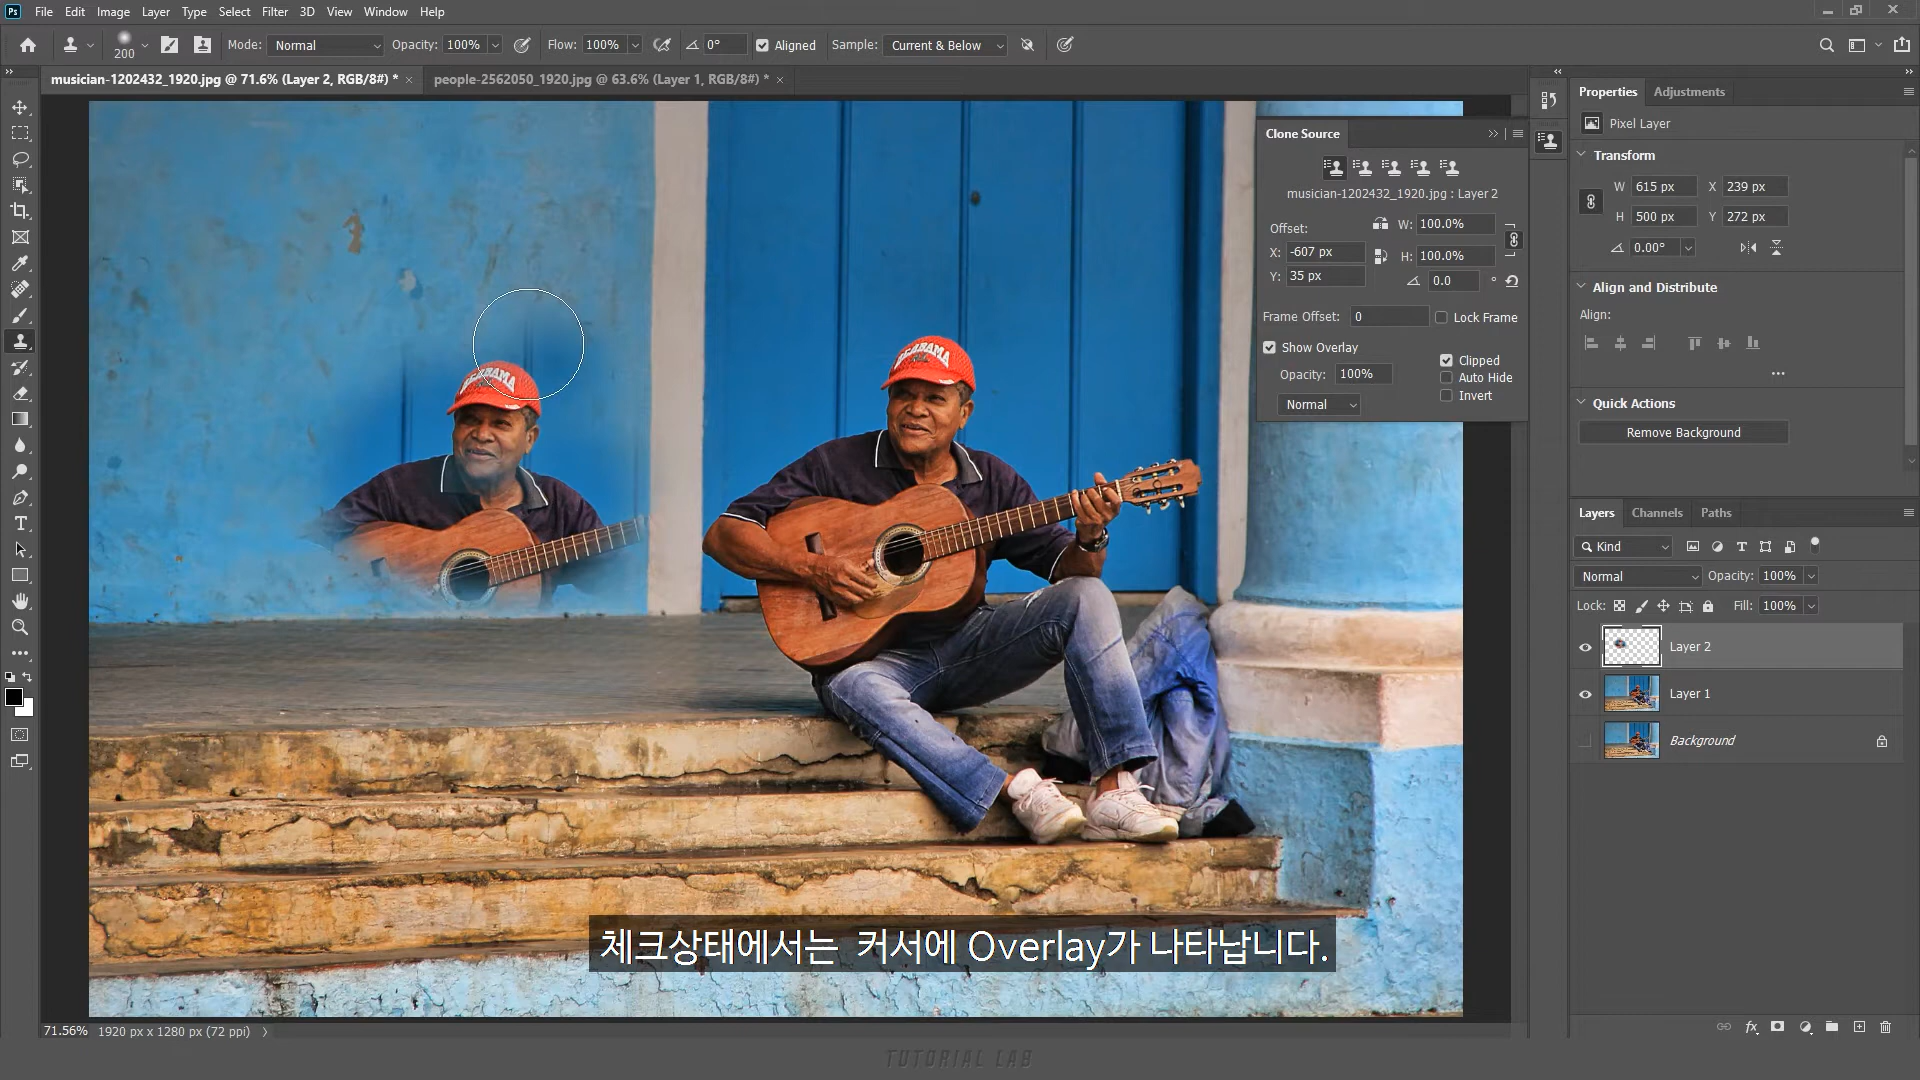 Ps File Edit Image Layer Type Select Filter 3D View Window Help
200 Mode: Normal Opacity: 100% Flow: 100% 0° Aligned Sample: Current & Below
musician-1202432_1920.jpg @ 71.6% (Layer 2, RGB/8#) * × people-2562050_1920.jpg @ 63.6% (Layer 1, RGB/8#) * ×
Clone Source
musician-1202432_1920.jpg : Layer 2
Offset:
W: 100.0%
X: -607 px
H: 100.0%
Y: 35 px
0.0 °
Frame Offset: 0 Lock Frame
Show Overlay
Clipped
Opacity: 100%
Auto Hide
Invert
Normal
Properties Adjustments
Pixel Layer
Transform
W 615 px X 239 px
H 500 px Y 272 px
0.00°
Align and Distribute
Align:
Quick Actions
Remove Background
Layers Channels Paths
Kind
Normal Opacity: 100%
Lock: Fill: 100%
Layer 2
Layer 1
Background
체크상태에서는 커서에 Overlay가 나타납니다.
71.56% 1920 px x 1280 px (72 ppi)
TUTORIAL LAB